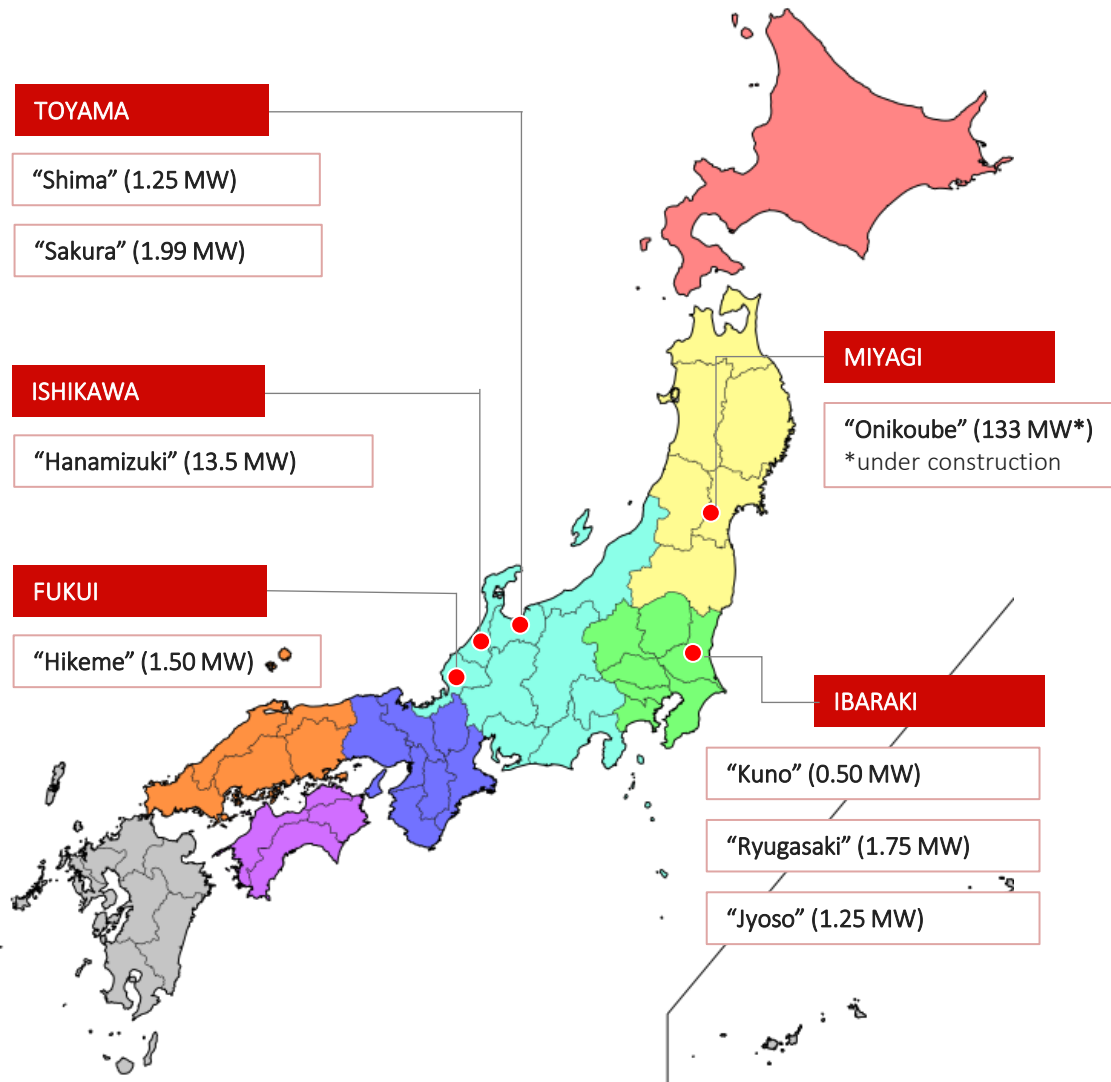 TOYAMA
“Shima” (1.25 MW)
“Sakura” (1.99 MW)
ISHIKAWA
“Hanamizuki” (13.5 MW)
FUKUI
“Hikeme” (1.50 MW)
MIYAGI
“Onikoube” (133 MW*)
*under construction
IBARAKI
“Kuno” (0.50 MW)
“Ryugasaki” (1.75 MW)
“Jyoso” (1.25 MW)